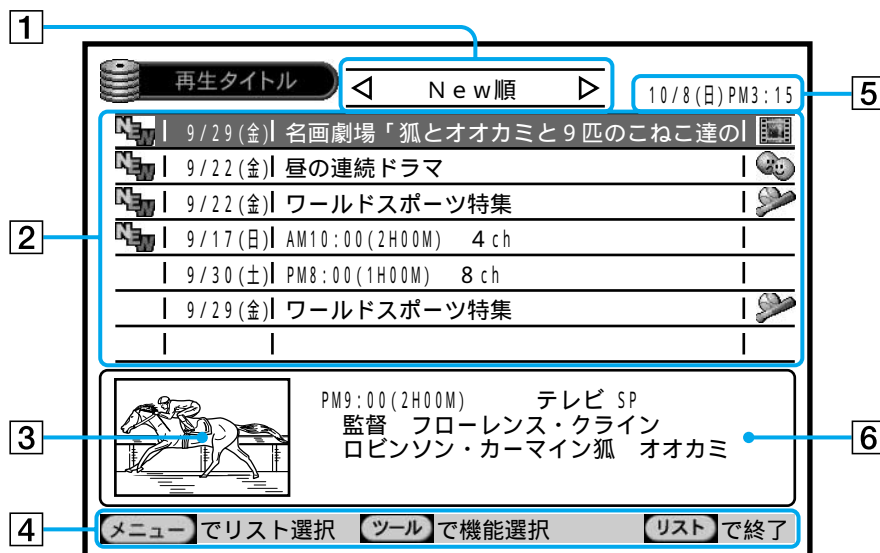 1
再生タイトル
New順
10/8(日)PM3:15
5
2
NEW 9/29(金) 名画劇場「狐とオオカミと9匹のこねこ達の
NEW 9/22(金) 昼の連続ドラマ
NEW 9/22(金) ワールドスポーツ特集
NEW 9/17(日) AM10:00(2H00M) 4ch
9/30(土) PM8:00(1H00M) 8ch
9/29(金) ワールドスポーツ特集
3
PM9:00(2H00M) テレビ SP
監督 フローレンス・クライン
ロビンソン・カーマイン狐 オオカミ
6
4
メニュー でリスト選択 ツール で機能選択 リスト で終了